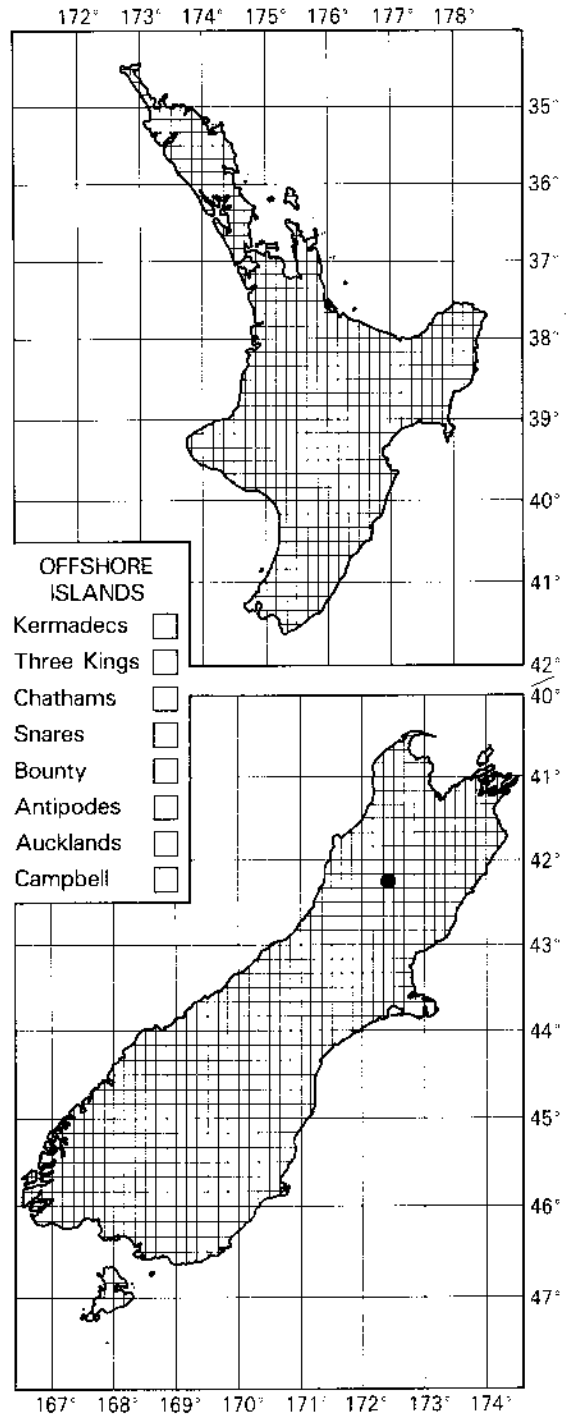 172° 173° 174° 175° 176° 177° 178°
35°
36°
37°
38°
39°
40°
41°
42°
OFFSHORE
ISLANDS
Kermadecs
Three Kings
Chathams
Snares
Bounty
Antipodes
Aucklands
Campbell
40°
41°
42°
43°
44°
45°
46°
47°
167° 168° 169° 170° 171° 172° 173° 174°